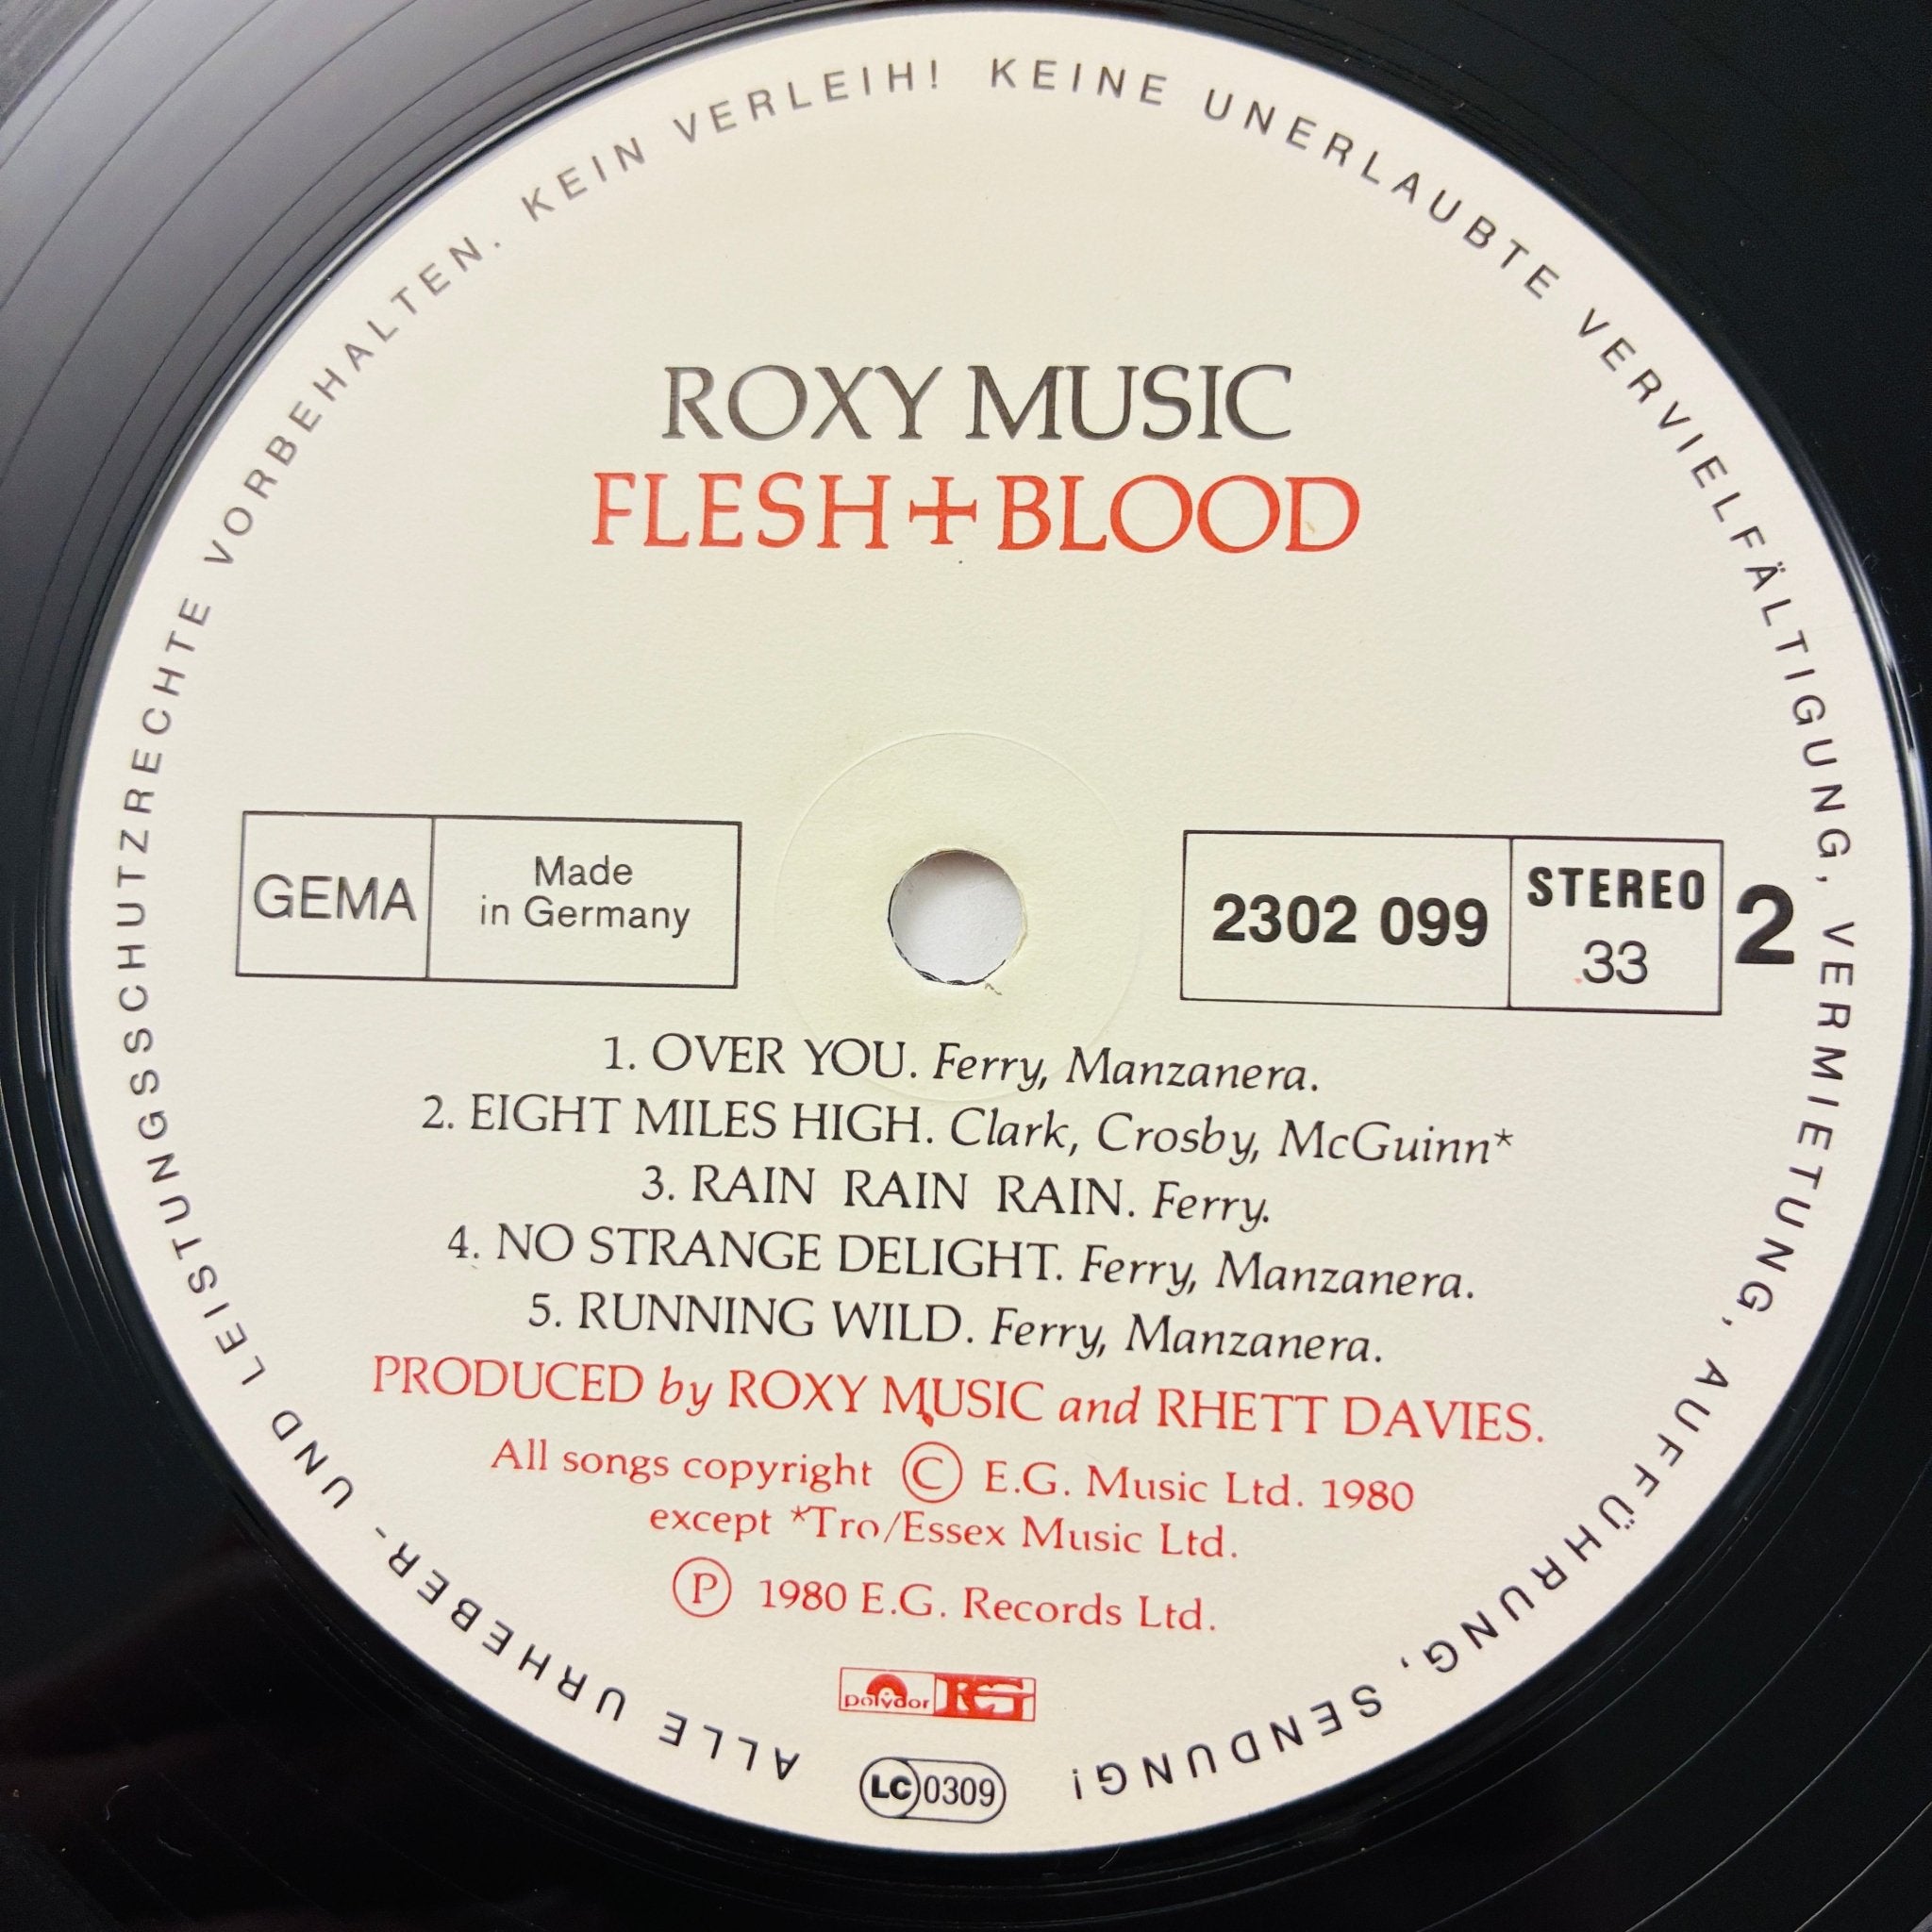 ALLE URHEBER- UND LEISTUNGSSCHUTZRECHTE VORBEHALTEN. KEIN VERLEIH! KEINE UNERLAUBTE VERVIELFÄLTIGUNG, VERMIETUNG, AUFFÜHRUNG, SENDUNG!
ROXY MUSIC
FLESH+BLOOD
GEMA
Made
in Germany
2302 099
STEREO
33
2
1. OVER YOU. Ferry, Manzanera.
2. EIGHT MILES HIGH. Clark, Crosby, McGuinn*
3. RAIN RAIN RAIN. Ferry.
4. NO STRANGE DELIGHT. Ferry, Manzanera.
5. RUNNING WILD. Ferry, Manzanera.
PRODUCED by ROXY MUSIC and RHETT DAVIES.
All songs copyright © E.G. Music Ltd. 1980
except *Tro/Essex Music Ltd.
℗ 1980 E.G. Records Ltd.
polydor EG
LC 0309